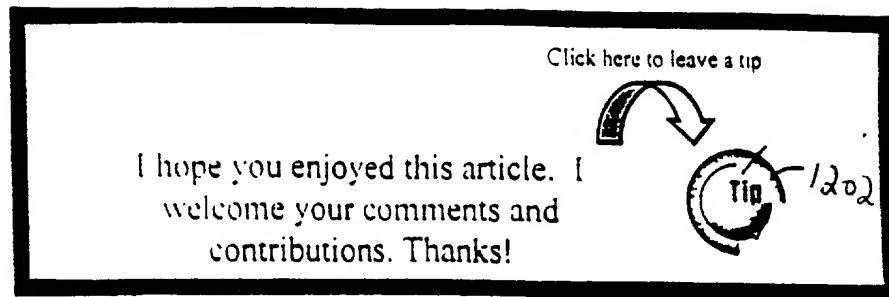 Click here to leave a tip
I hope you enjoyed this article. I
welcome your comments and
contributions. Thanks!
Tip
1202